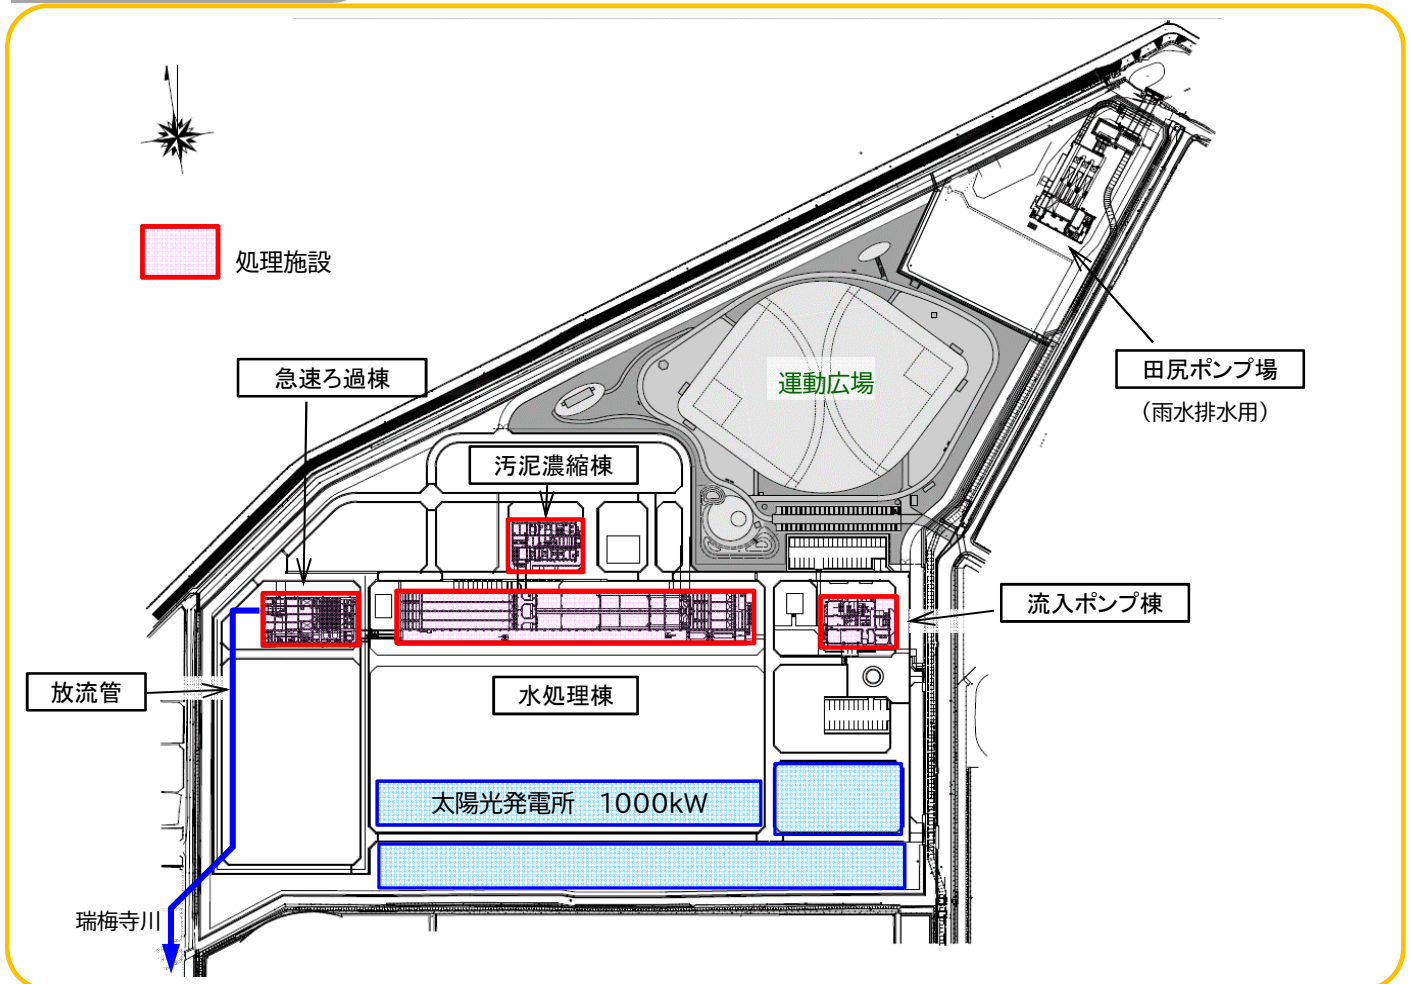 処理施設
急速ろ過棟
汚泥濃縮棟
運動広場
田尻ポンプ場
（雨水排水用）
流入ポンプ棟
放流管
水処理棟
太陽光発電所　1000kW
瑞梅寺川